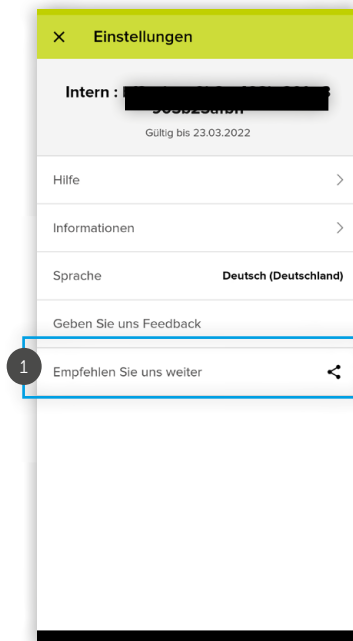 Einstellungen
Intern :
Gültig bis 23.03.2022
Hilfe
Informationen
Sprache Deutsch (Deutschland)
Geben Sie uns Feedback
1
Empfehlen Sie uns weiter